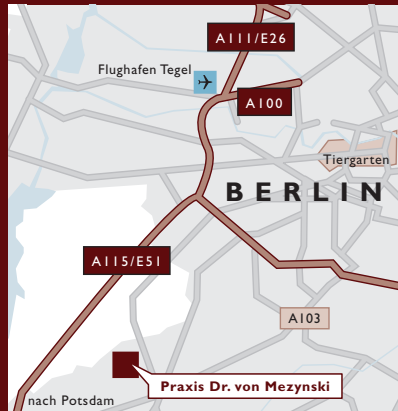 A111/E26
Flughafen Tegel
A100
Tiergarten
BERLIN
A115/E51
A103
Praxis Dr. von Mezynski
nach Potsdam